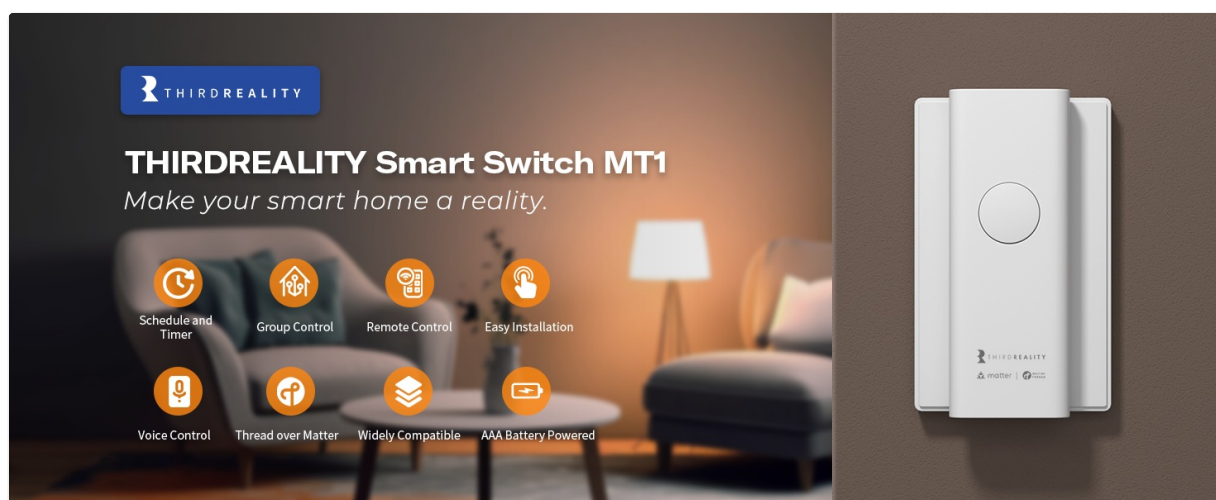 THIRDREALITY
THIRDREALITY Smart Switch MT1
Make your smart home a reality.
Schedule and
Timer
Group Control
Remote Control
Easy Installation
Voice Control
Thread over Matter
Widely Compatible
AAA Battery Powered
THIRDREALITY
matter |